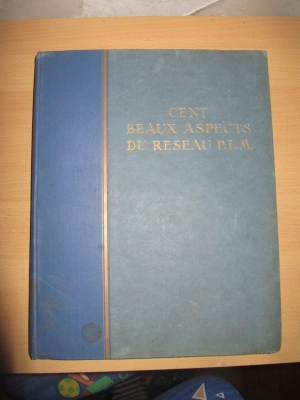 CENT
BEAUX ASPECTS
DU RESEAU P.L.M.